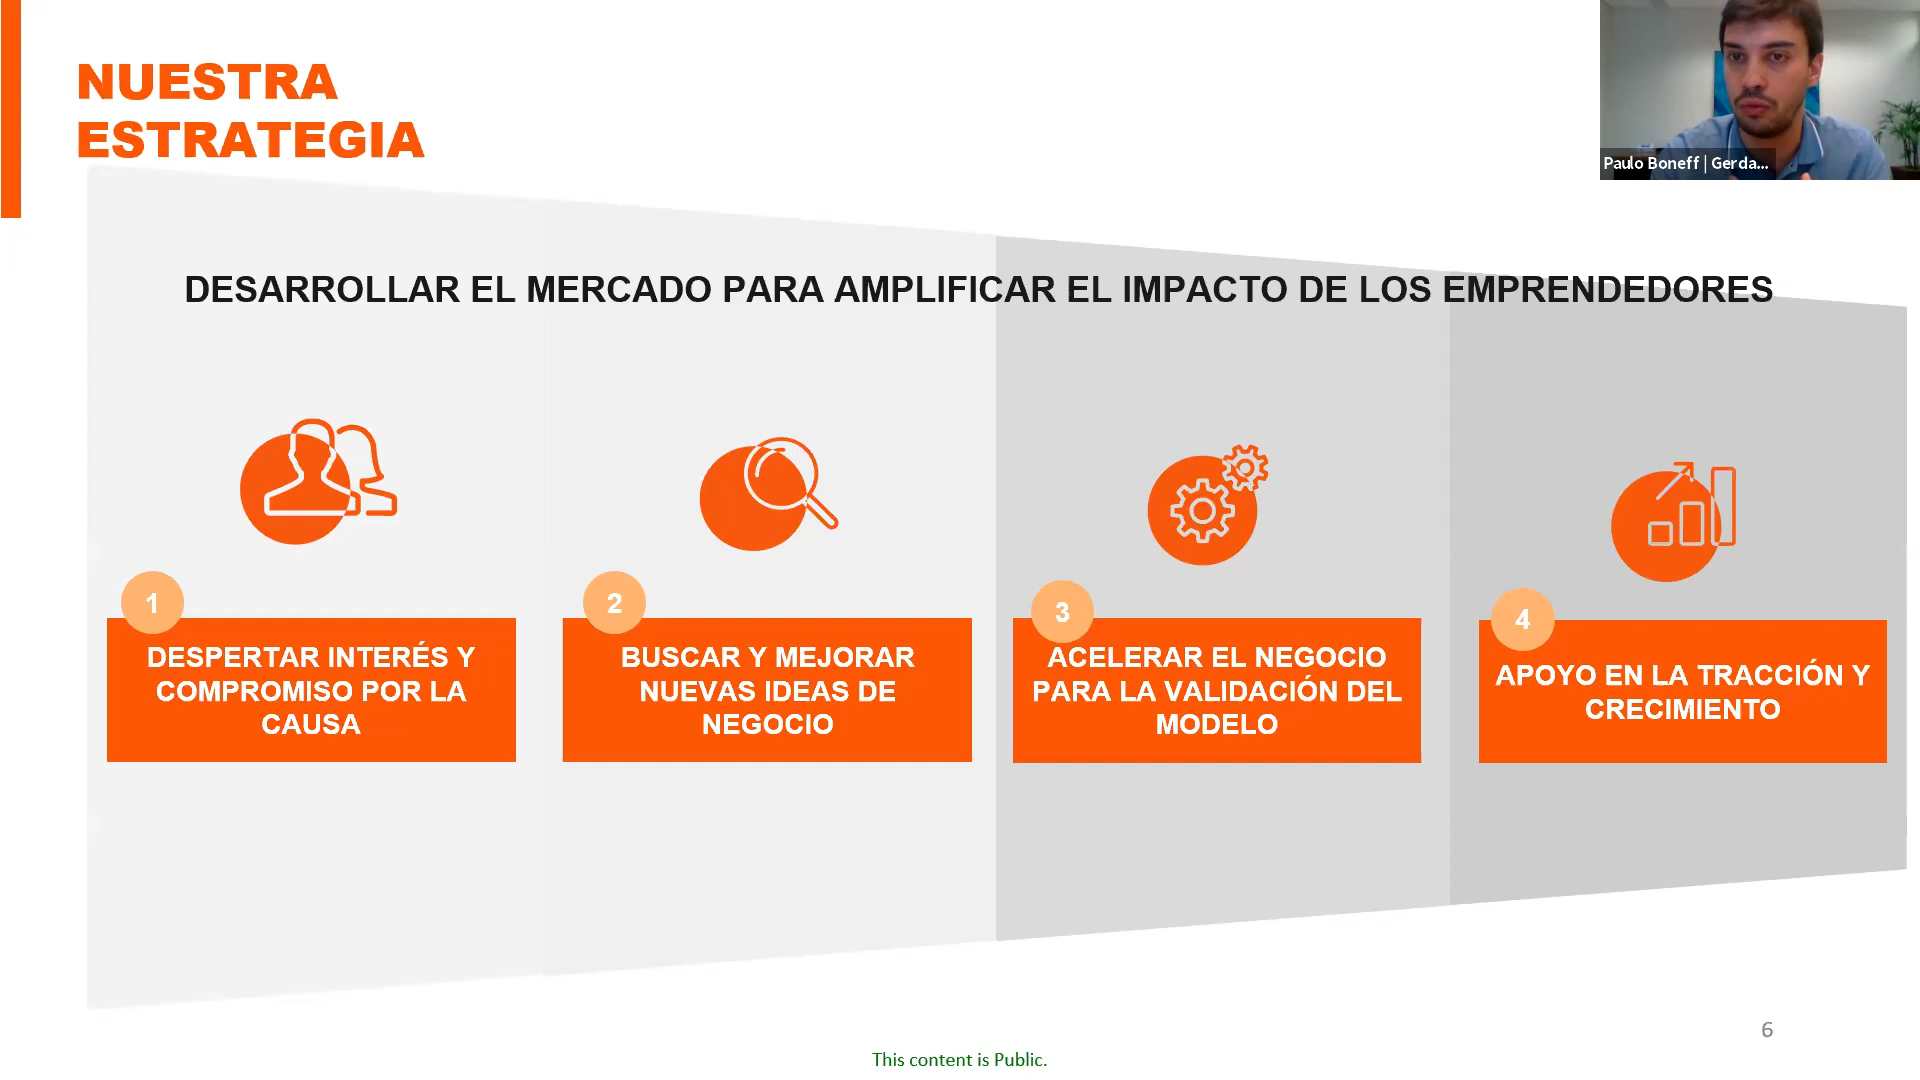 NUESTRA
ESTRATEGIA
Paulo Boneff | Gerda...
DESARROLLAR EL MERCADO PARA AMPLIFICAR EL IMPACTO DE LOS EMPRENDEDORES
1
DESPERTAR INTERÉS Y
COMPROMISO POR LA
CAUSA
2
BUSCAR Y MEJORAR
NUEVAS IDEAS DE
NEGOCIO
3
ACELERAR EL NEGOCIO
PARA LA VALIDACIÓN DEL
MODELO
4
APOYO EN LA TRACCIÓN Y
CRECIMIENTO
6
This content is Public.